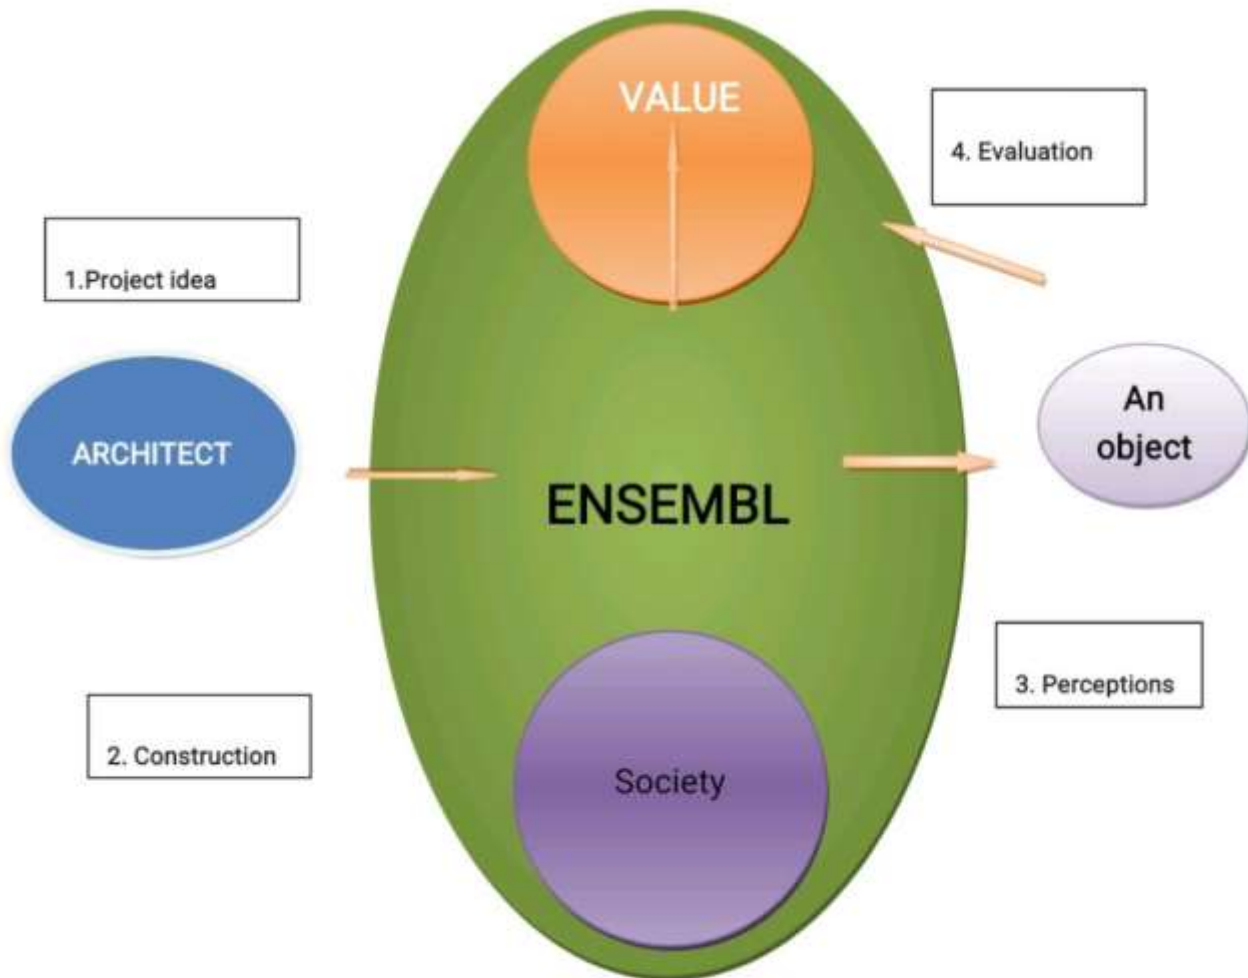 VALUE
4. Evaluation
1.Project idea
ARCHITECT
An
object
ENSEMBL
3. Perceptions
2. Construction
Society